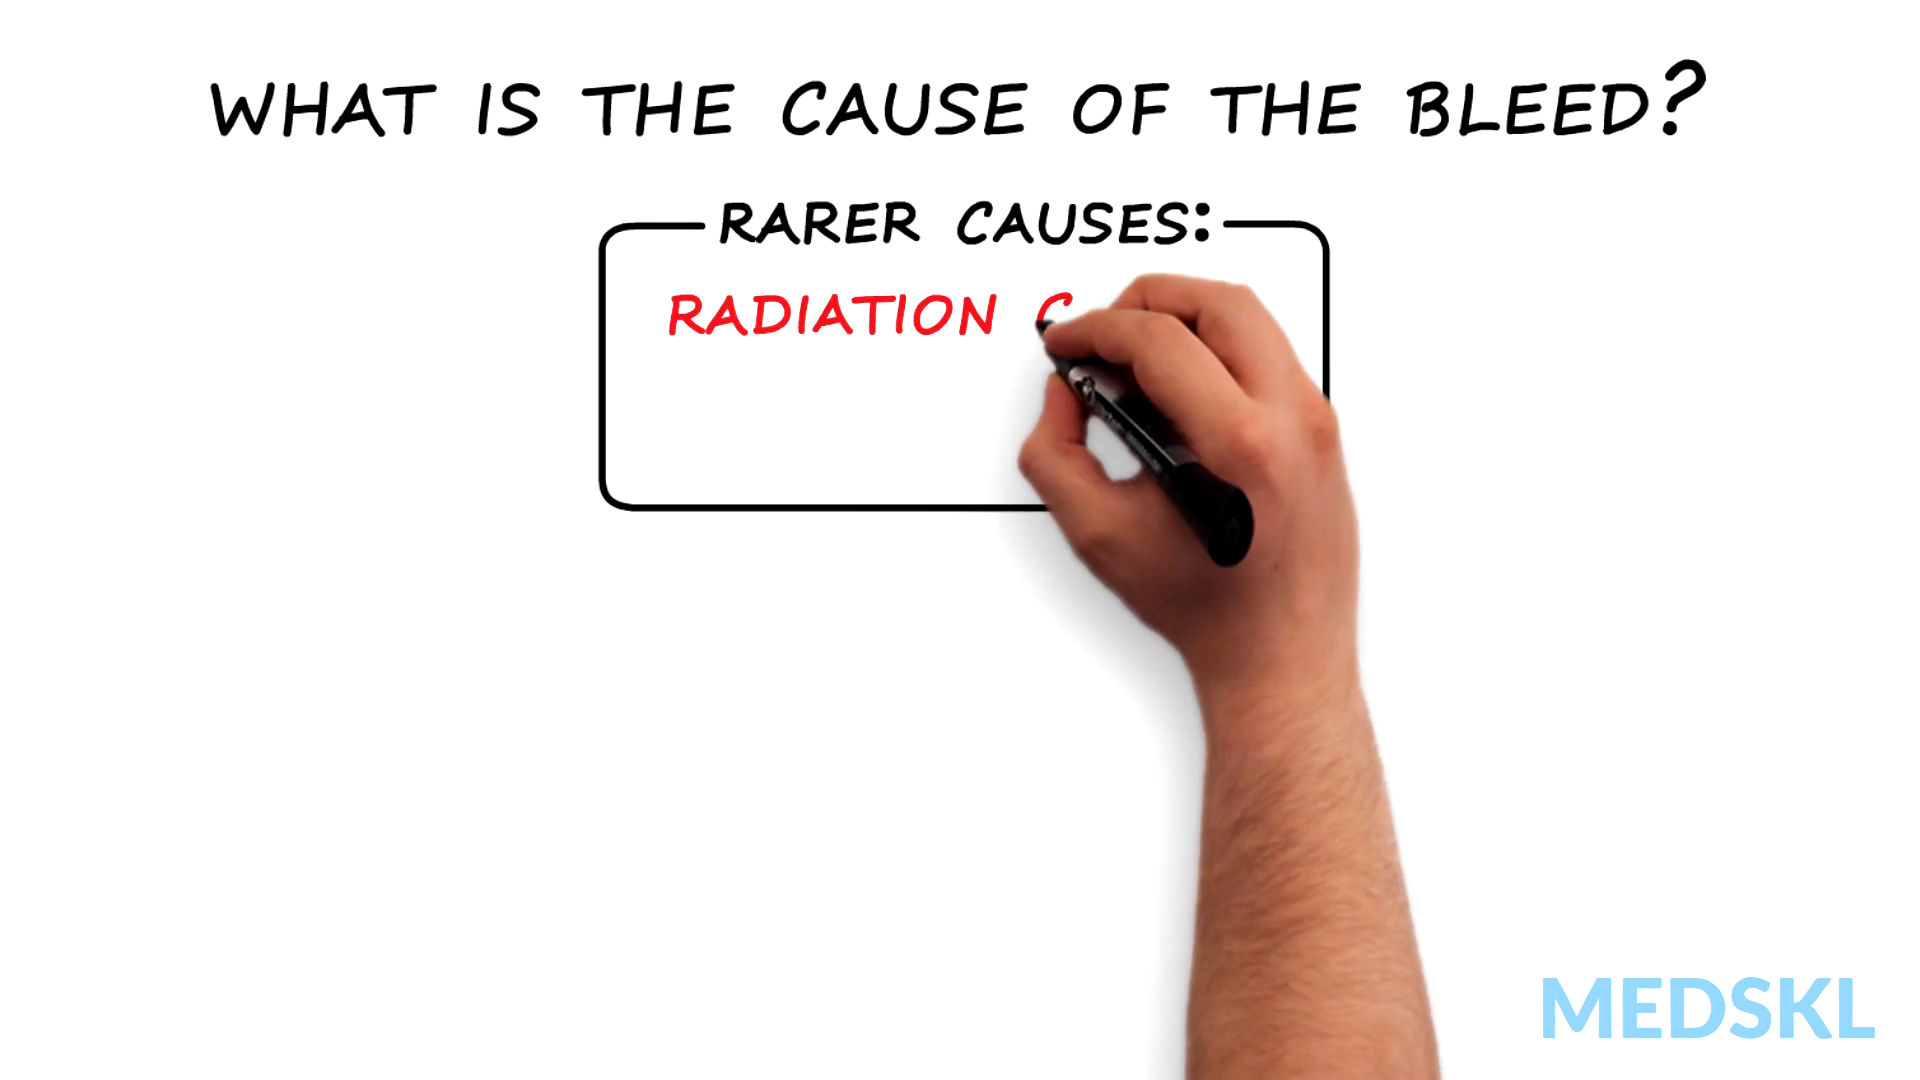 WHAT IS THE CAUSE OF THE BLEED?
RARER CAUSES:
RADIATION C
MEDSKL